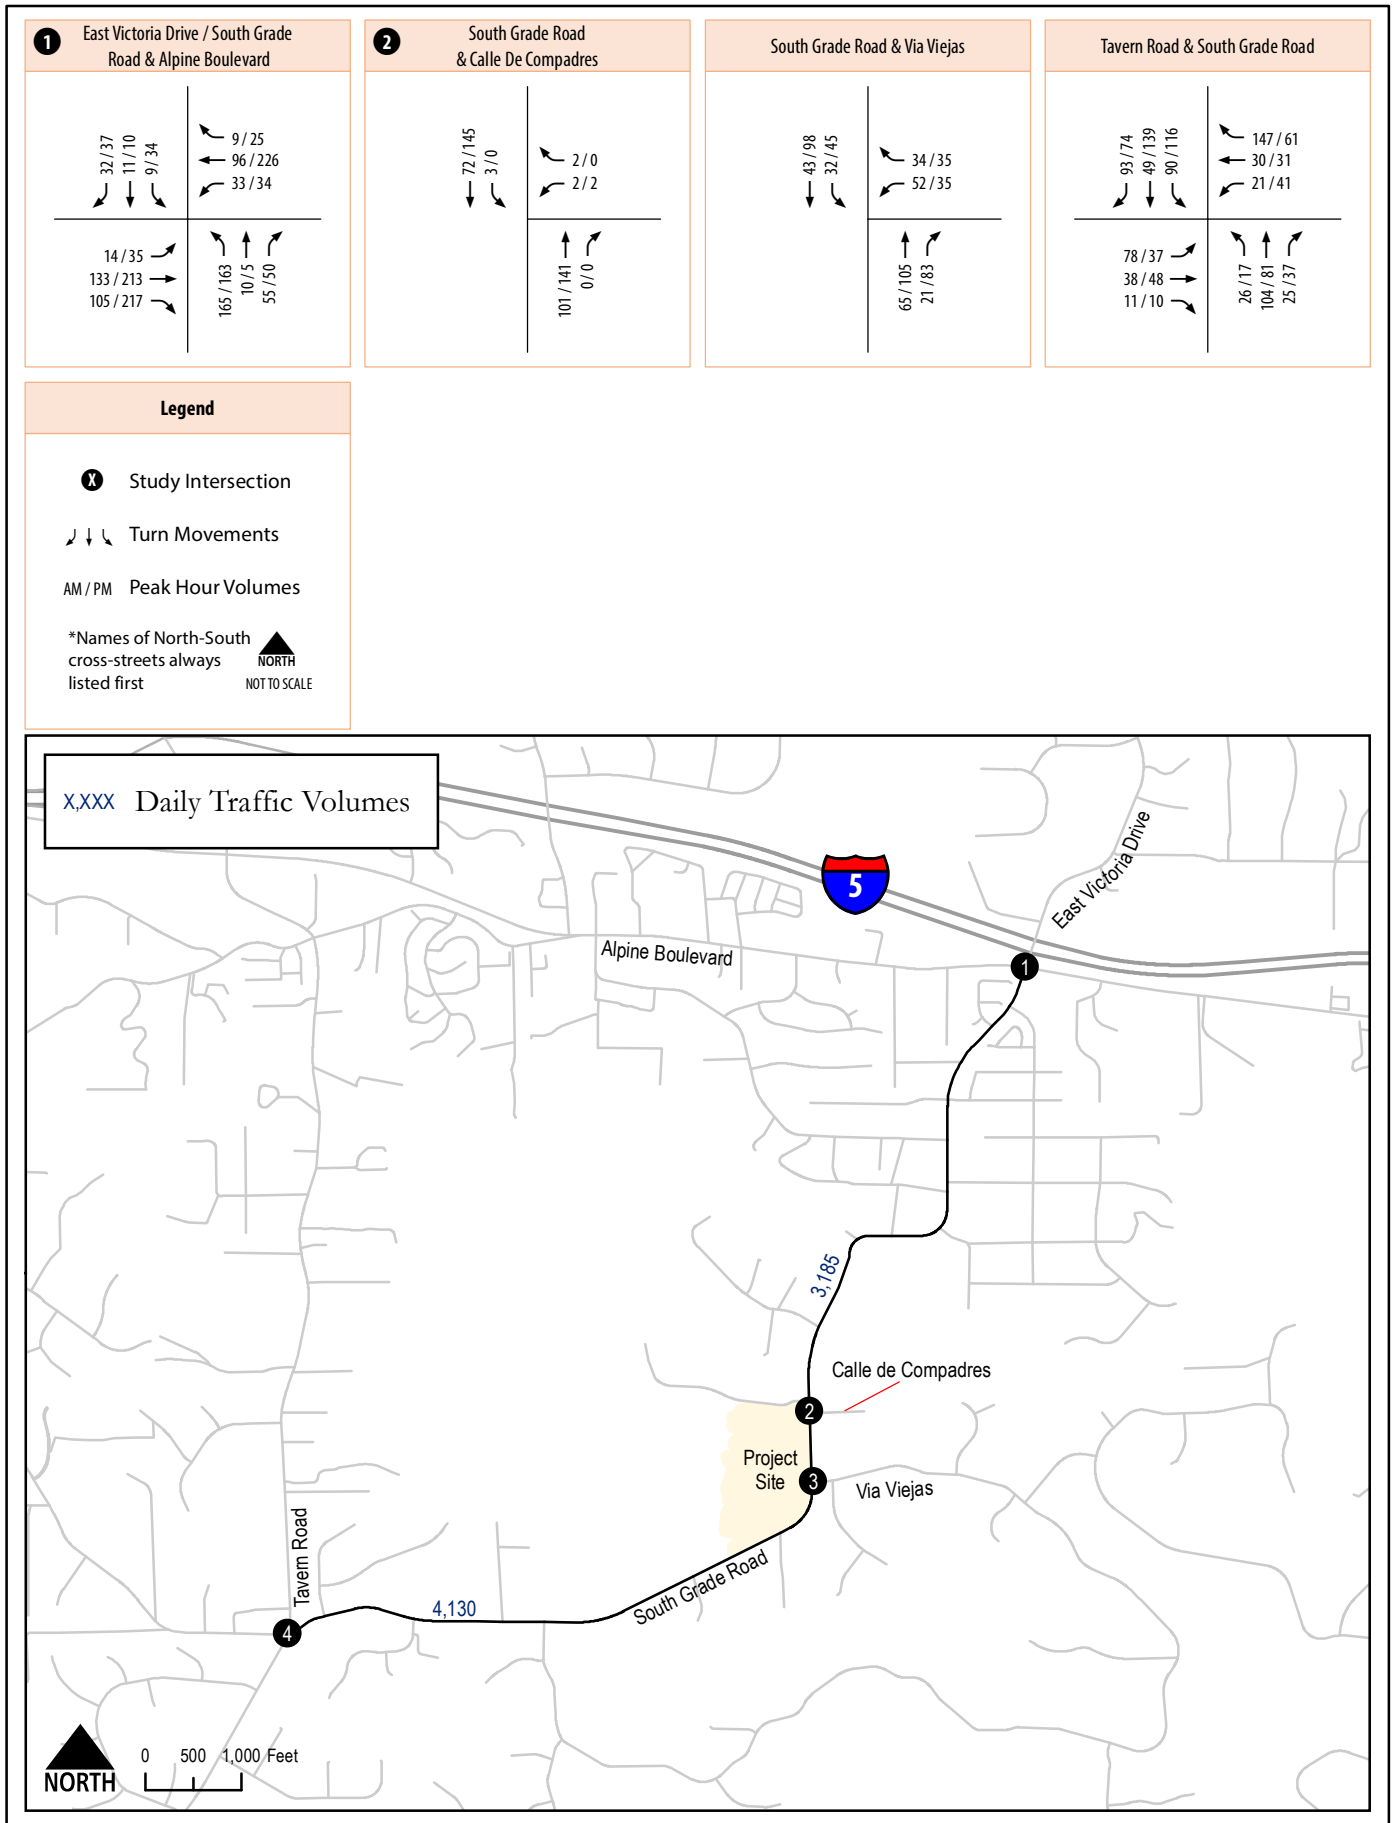 1
East Victoria Drive / South Grade
Road & Alpine Boulevard
32 / 37
11 / 10
9 / 34
9 / 25
96 / 226
33 / 34
14 / 35
133 / 213
105 / 217
165 / 163
10 / 5
55 / 50
2
South Grade Road
& Calle De Compadres
72 / 145
3 / 0
2 / 0
2 / 2
101 / 141
0 / 0
South Grade Road & Via Viejas
43 / 98
32 / 45
34 / 35
52 / 35
65 / 105
21 / 83
Tavern Road & South Grade Road
93 / 74
49 / 139
90 / 116
147 / 61
30 / 31
21 / 41
78 / 37
38 / 48
11 / 10
26 / 17
104 / 81
25 / 37
Legend
X Study Intersection
Turn Movements
AM / PM Peak Hour Volumes
*Names of North-South
cross-streets always
listed first
NORTH
NOT TO SCALE
X,XXX Daily Traffic Volumes
5
East Victoria Drive
Alpine Boulevard
1
3,185
Calle de Compadres
2
Project
Site
3
Via Viejas
Tavern Road
South Grade Road
4,130
4
NORTH
0 500 1,000 Feet